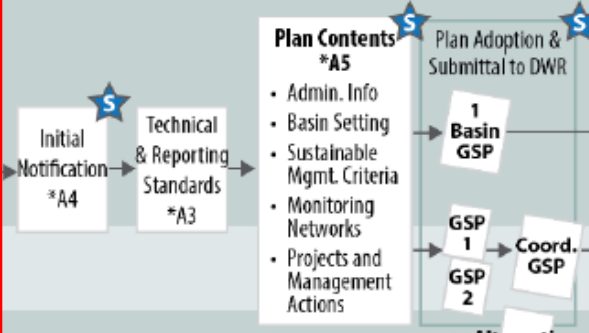 S
Initial
Notification
*A4
S
Technical
& Reporting
Standards
*A3
Plan Contents
*A5
• Admin. Info
• Basin Setting
• Sustainable
Mgmt. Criteria
• Monitoring
Networks
• Projects and
Management
Actions
S
Plan Adoption &
Submittal to DWR
1
Basin
GSP
GSP
1
GSP
2
Coord.
GSP